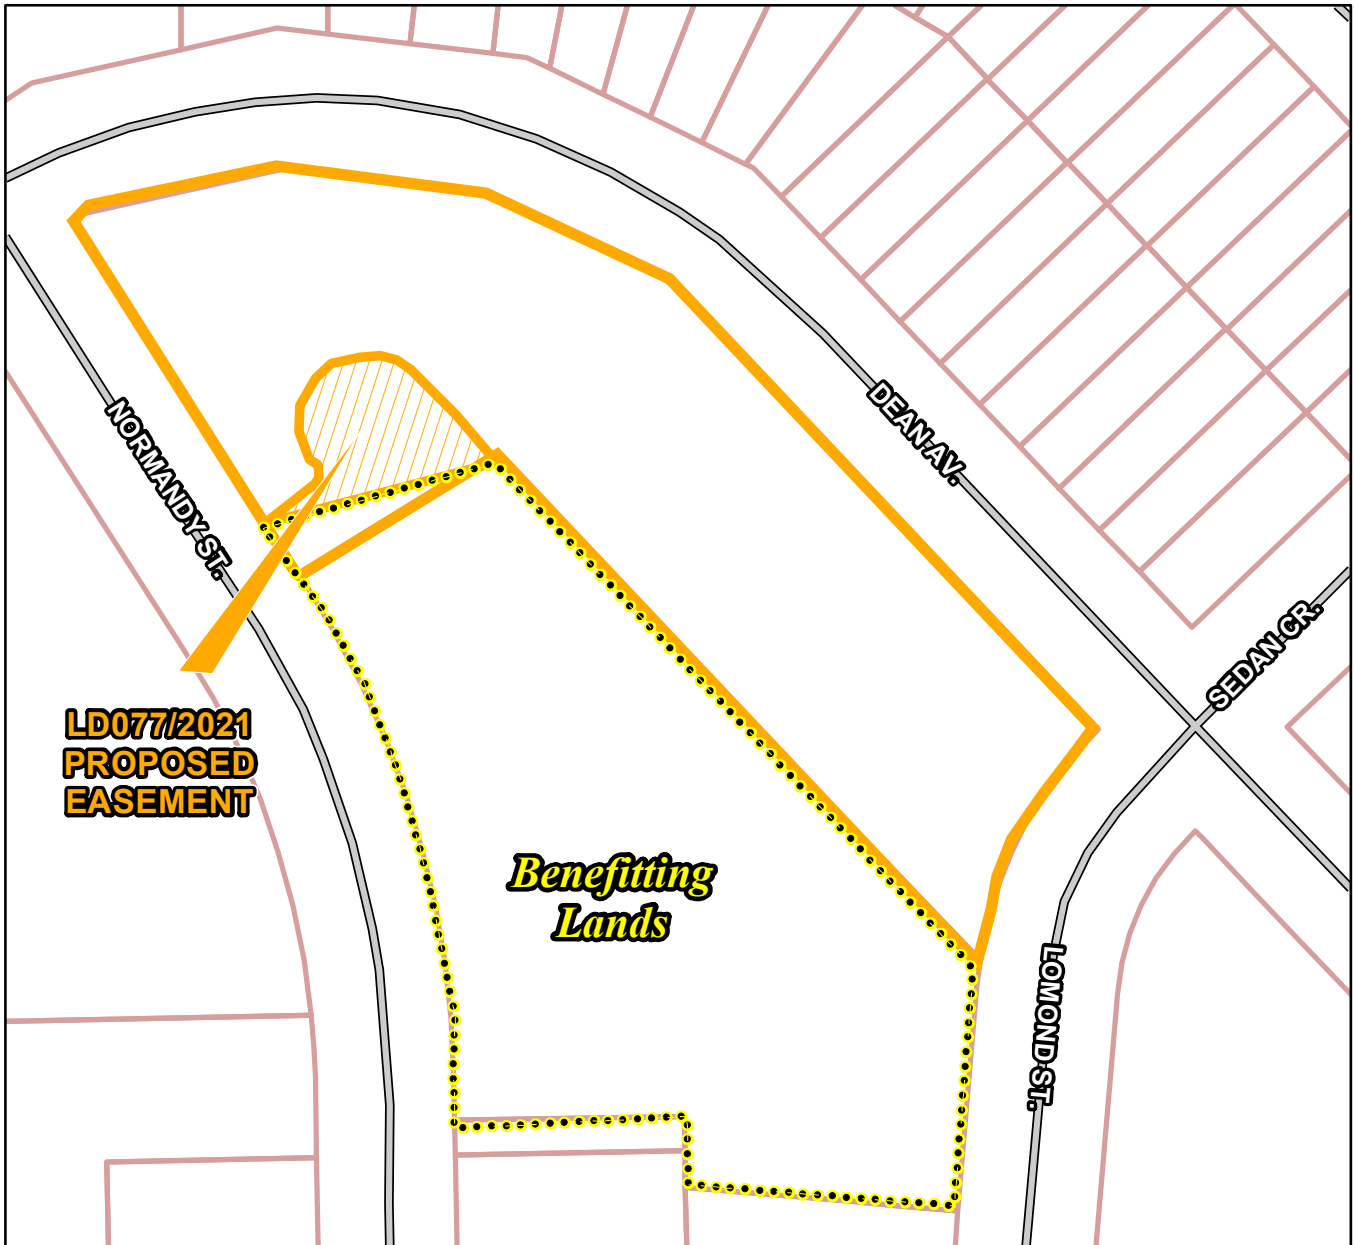 DEAN AV.
NORMANDY ST.
SEDAN CR.
LD077/2021
PROPOSED
EASEMENT
Benefitting
Lands
LOMOND ST.